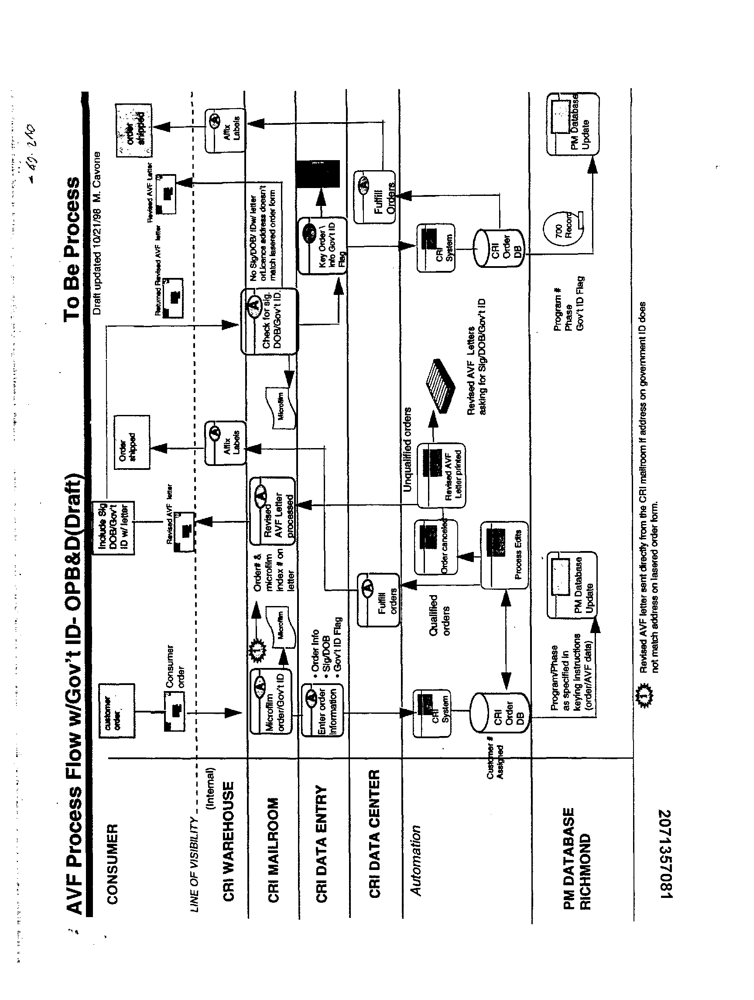 AVF Process Flow w/Gov't ID- OPB&D(Draft)
To Be Process
Draft updated 10/21/98 M. Cavone
CONSUMER
customer
order
Consumer
order
Include Sig
DOB/Gov't
ID w/ letter
Revised AVF letter
Order
shipped
Returned Revised AVF letter
Revised AVF Letter
order
shipped
LINE OF VISIBILITY
(Internal)
CRI WAREHOUSE
Affix
Labels
Affix
Labels
CRI MAILROOM
A
Microfilm
order/Gov't ID
1
Microfilm
Order# &
microfilm
index # on
letter
A
Revised
AVF Letter
processed
Microfilm
A
Check for sig.
DOB/Gov't ID.
No Sig/DOB/ IDw/ letter
orLicence address doesn't
match lasered order form
CRI DATA ENTRY
A
Enter order
Information
• Order Info
• Sig/DOB
• Gov't ID Flag
Key Order't
info Gov't ID
Flag
CRI DATA CENTER
A
Fulfill
orders
A
Fulfill
Orders
Automation
CRI
System
Customer #
Assigned
CRI
Order
DB
Qualified
orders
Process Edits
Order canceled
Unqualified orders
Revised AVF
Letter printed
Revised AVF Letters
asking for Sig/DOB/Gov't ID
CRI
System
CRI
Order
DB
PM DATABASE
RICHMOND
Program/Phase
as specified in
keying instructions
(order/AVF data)
PM Database
Update
Program #
Phase
Gov't ID Flag
700
Record
PM Database
Update
1
Revised AVF letter sent directly from the CRI mailroom if address on government ID does
not match address on lasered order form.
2071357081